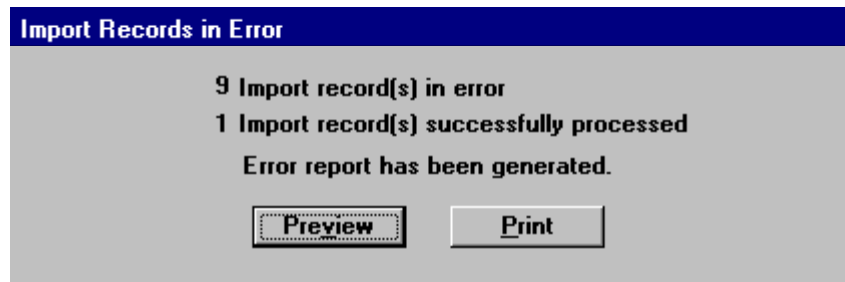 Import Records in Error
9 Import record(s) in error
1 Import record(s) successfully processed
Error report has been generated.
Preview Print